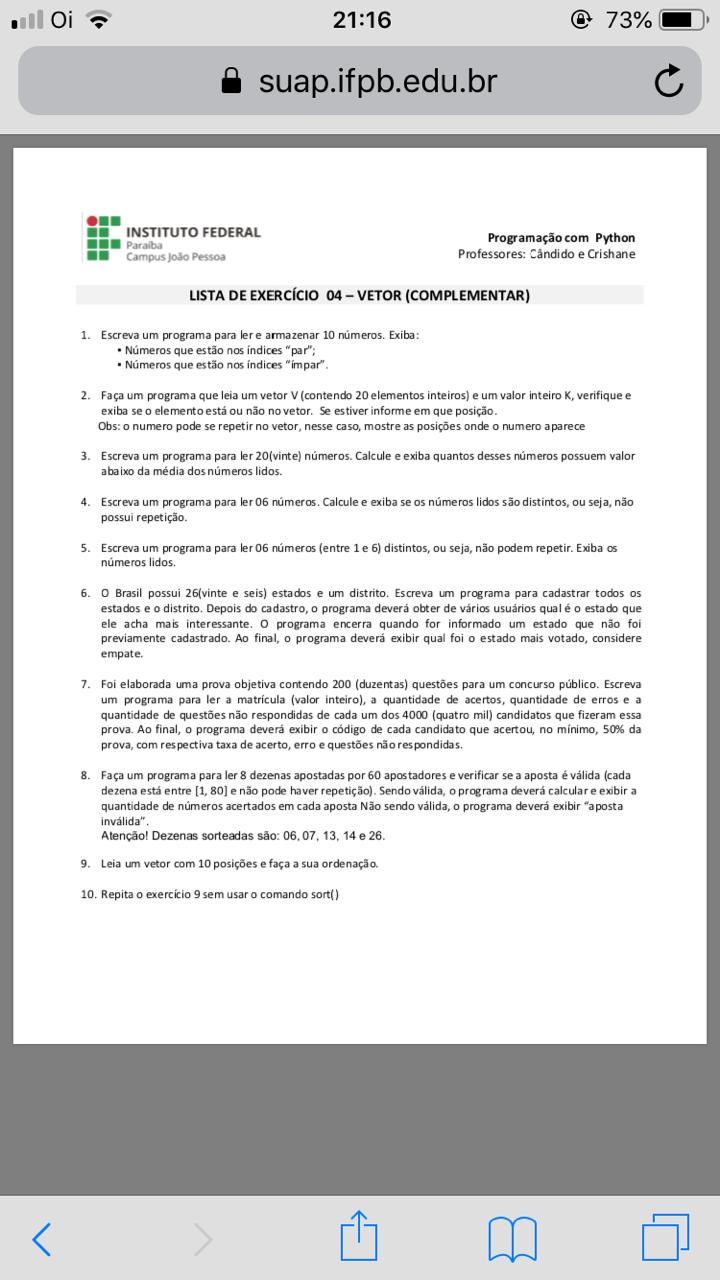 Oi 21:16 73%
suap.ifpb.edu.br
INSTITUTO FEDERAL
Paraíba
Campus João Pessoa
Programação com Python
Professores: Cândido e Crishane
LISTA DE EXERCÍCIO 04 – VETOR (COMPLEMENTAR)
1. Escreva um programa para ler e armazenar 10 números. Exiba:
▪ Números que estão nos índices “par”;
▪ Números que estão nos índices “ímpar”.
2. Faça um programa que leia um vetor V (contendo 20 elementos inteiros) e um valor inteiro K, verifique e
exiba se o elemento está ou não no vetor. Se estiver informe em que posição.
Obs: o numero pode se repetir no vetor, nesse caso, mostre as posições onde o numero aparece
3. Escreva um programa para ler 20(vinte) números. Calcule e exiba quantos desses números possuem valor
abaixo da média dos números lidos.
4. Escreva um programa para ler 06 números. Calcule e exiba se os números lidos são distintos, ou seja, não
possui repetição.
5. Escreva um programa para ler 06 números (entre 1 e 6) distintos, ou seja, não podem repetir. Exiba os
números lidos.
6. O Brasil possui 26(vinte e seis) estados e um distrito. Escreva um programa para cadastrar todos os
estados e o distrito. Depois do cadastro, o programa deverá obter de vários usuários qual é o estado que
ele acha mais interessante. O programa encerra quando for informado um estado que não foi
previamente cadastrado. Ao final, o programa deverá exibir qual foi o estado mais votado, considere
empate.
7. Foi elaborada uma prova objetiva contendo 200 (duzentas) questões para um concurso público. Escreva
um programa para ler a matrícula (valor inteiro), a quantidade de acertos, quantidade de erros e a
quantidade de questões não respondidas de cada um dos 4000 (quatro mil) candidatos que fizeram essa
prova. Ao final, o programa deverá exibir o código de cada candidato que acertou, no mínimo, 50% da
prova, com respectiva taxa de acerto, erro e questões não respondidas.
8. Faça um programa para ler 8 dezenas apostadas por 60 apostadores e verificar se a aposta é válida (cada
dezena está entre [1, 80] e não pode haver repetição). Sendo válida, o programa deverá calcular e exibir a
quantidade de números acertados em cada aposta Não sendo válida, o programa deverá exibir “aposta
inválida”.
Atenção! Dezenas sorteadas são: 06, 07, 13, 14 e 26.
9. Leia um vetor com 10 posições e faça a sua ordenação.
10. Repita o exercício 9 sem usar o comando sort()